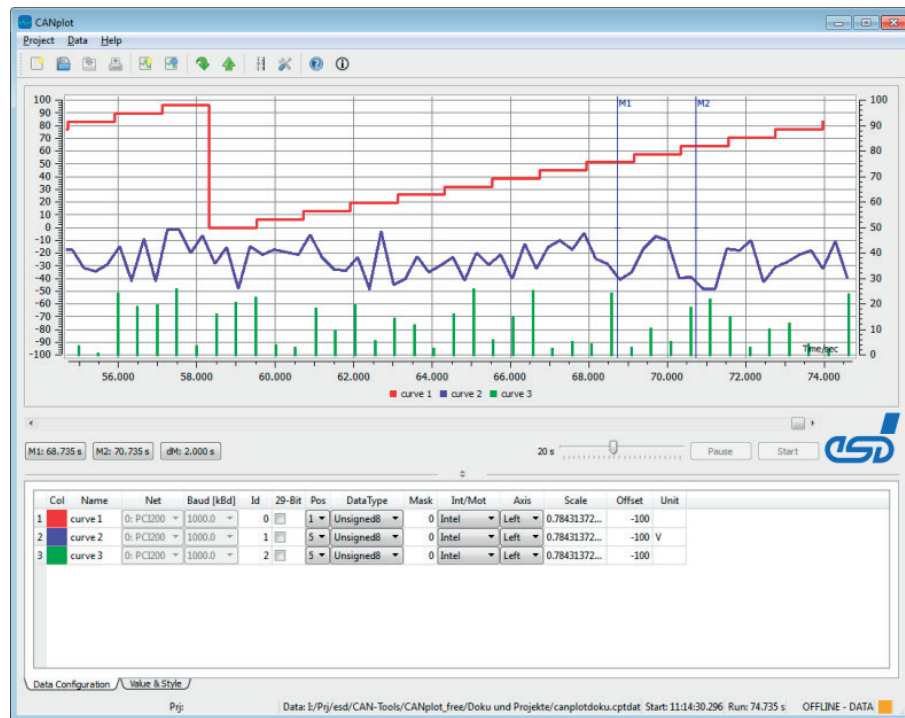 CANplot
Project Data Help
100 90 80 70 60 50 40 30 20 10 0 -10 -20 -30 -40 -50 -60 -70 -80 -90 -100
M1 M2
100 90 80 70 60 50 40 30 20 10 0
Time/sec
56.000 58.000 60.000 62.000 64.000 66.000 68.000 70.000 72.000 74.000
curve 1 curve 2 curve 3
M1: 68.735 s M2: 70.735 s dM: 2.000 s 20 s Pause Start esd
Col Name Net Baud [kBd] Id 29-Bit Pos DataType Mask Int/Mot Axis Scale Offset Unit
1 curve 1 0: PCI200 1000.0 0 1 Unsigned8 0 Intel Left 0.78431372... -100
2 curve 2 0: PCI200 1000.0 1 5 Unsigned8 0 Intel Left 0.78431372... -100 V
3 curve 3 0: PCI200 1000.0 2 5 Unsigned8 0 Intel Left 0.78431372... -100
Data Configuration Value & Style
Prj: Data: I:/Prj/esd/CAN-Tools/CANplot_free/Doku und Projekte/canplotdoku.cptdat Start: 11:14:30.296 Run: 74.735 s OFFLINE - DATA